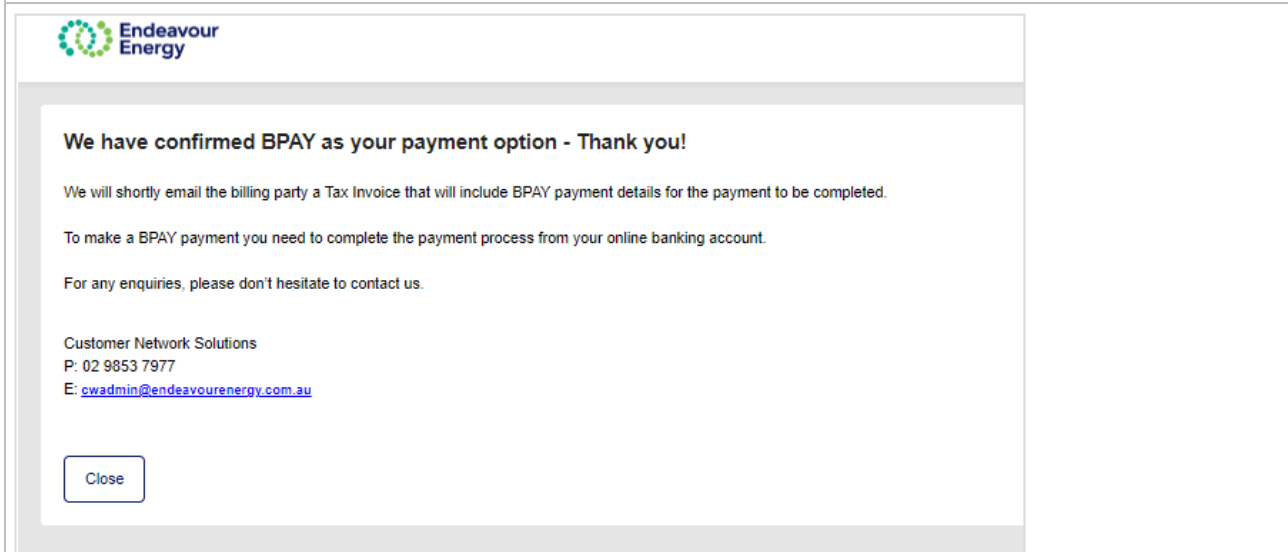 Endeavour
Energy
We have confirmed BPAY as your payment option - Thank you!
We will shortly email the billing party a Tax Invoice that will include BPAY payment details for the payment to be completed.
To make a BPAY payment you need to complete the payment process from your online banking account.
For any enquiries, please don't hesitate to contact us.
Customer Network Solutions
P: 02 9853 7977
E: cwadmin@endeavourenergy.com.au
Close